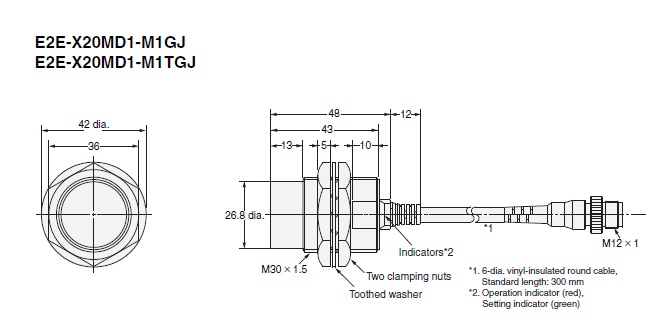 E2E-X20MD1-M1GJ
E2E-X20MD1-M1TGJ
42 dia.
36
48
12
43
13
5
10
26.8 dia.
*1
M12 × 1
Indicators*2
M30 × 1.5
Two clamping nuts
Toothed washer
*1. 6-dia. vinyl-insulated round cable,
Standard length: 300 mm
*2. Operation indicator (red),
Setting indicator (green)